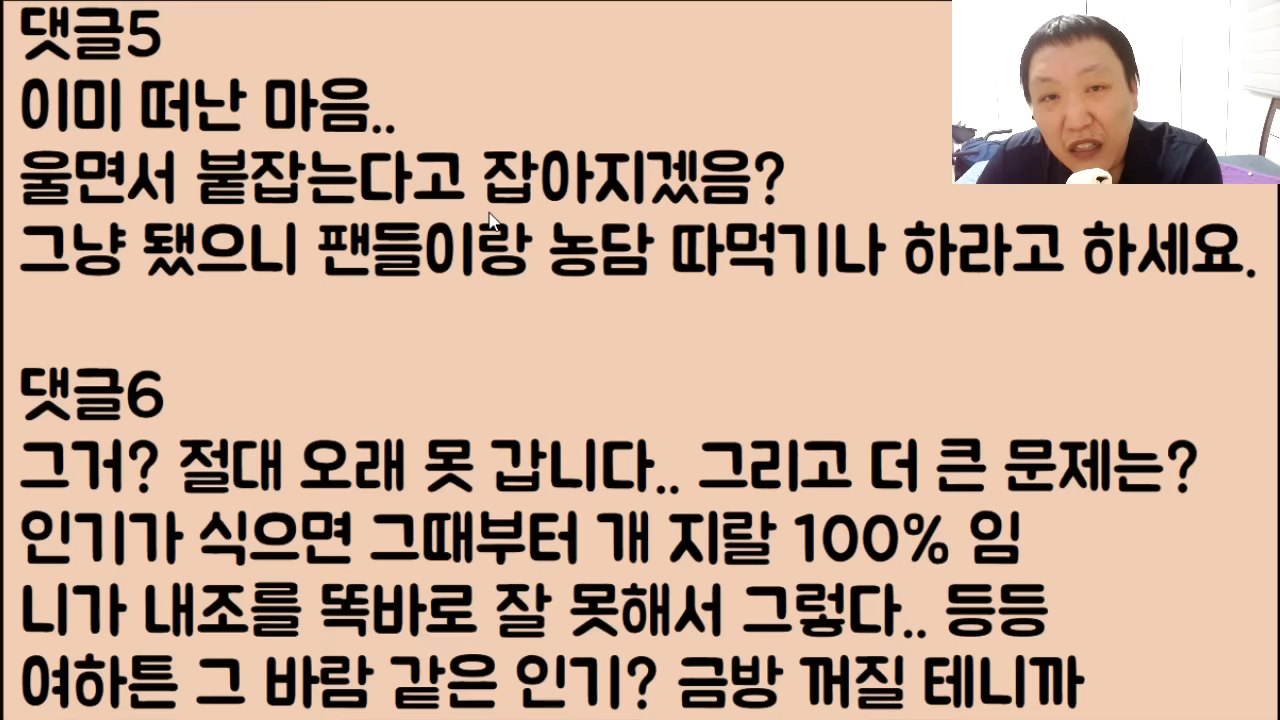 댓글5
이미 떠난 마음..
울면서 붙잡는다고 잡아지겠음?
그냥 됐으니 팬들이랑 농담 따먹기나 하라고 하세요.
댓글6
그거? 절대 오래 못 갑니다.. 그리고 더 큰 문제는?
인기가 식으면 그때부터 개 지랄 100% 임
니가 내조를 똑바로 잘 못해서 그렇다.. 등등
여하튼 그 바람 같은 인기? 금방 꺼질 테니까